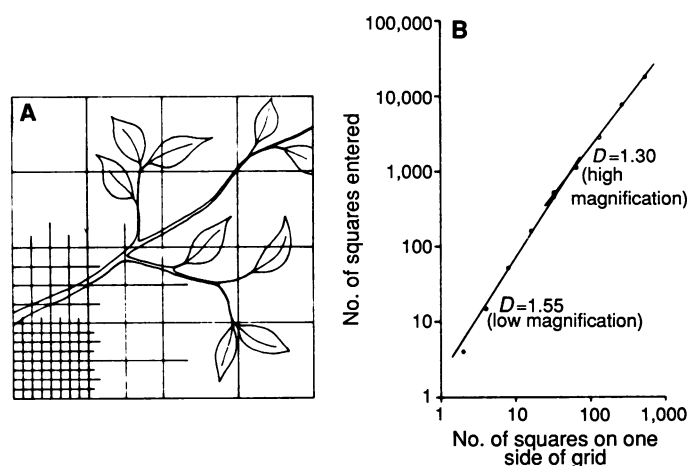 A
B
100,000
10,000
1,000
100
10
1
No. of squares entered
D=1.30
(high
magnification)
D=1.55
(low magnification)
1
10
100
1,000
No. of squares on one
side of grid